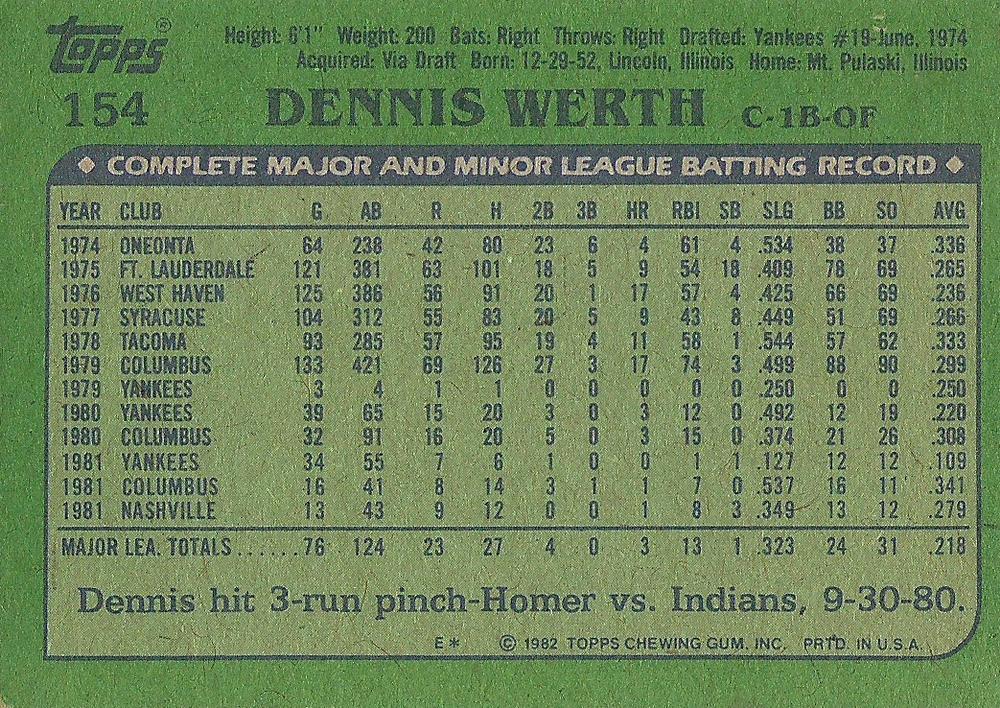 Topps®
Height: 6'1" Weight: 200 Bats: Right Throws: Right Drafted: Yankees #19-June, 1974
Acquired: Via Draft Born: 12-29-52, Lincoln, Illinois Home: Mt. Pulaski, Illinois
154 DENNIS WERTH C-1B-OF
COMPLETE MAJOR AND MINOR LEAGUE BATTING RECORD
YEAR CLUB G AB R H 2B 3B HR RBI SB SLG BB SO AVG
1974 ONEONTA 64 238 42 80 23 6 4 61 4 .534 38 37 .336
1975 FT. LAUDERDALE 121 381 63 101 18 5 9 54 18 .409 78 69 .265
1976 WEST HAVEN 125 386 56 91 20 1 17 57 4 .425 66 69 .236
1977 SYRACUSE 104 312 55 83 20 5 9 43 8 .449 51 69 .266
1978 TACOMA 93 285 57 95 19 4 11 58 1 .544 57 62 .333
1979 COLUMBUS 133 421 69 126 27 3 17 74 3 .499 88 90 .299
1979 YANKEES 3 4 1 1 0 0 0 0 0 .250 0 0 .250
1980 YANKEES 39 65 15 20 3 0 3 12 0 .492 12 19 .220
1980 COLUMBUS 32 91 16 20 5 0 3 15 0 .374 21 26 .308
1981 YANKEES 34 55 7 6 1 0 0 1 1 .127 12 12 .109
1981 COLUMBUS 16 41 8 14 3 1 1 7 0 .537 16 11 .341
1981 NASHVILLE 13 43 9 12 0 0 1 8 3 .349 13 12 .279
MAJOR LEA. TOTALS......76 124 23 27 4 0 3 13 1 .323 24 31 .218
Dennis hit 3-run pinch-Homer vs. Indians, 9-30-80.
E* © 1982 TOPPS CHEWING GUM, INC. PRTD. IN U.S.A.